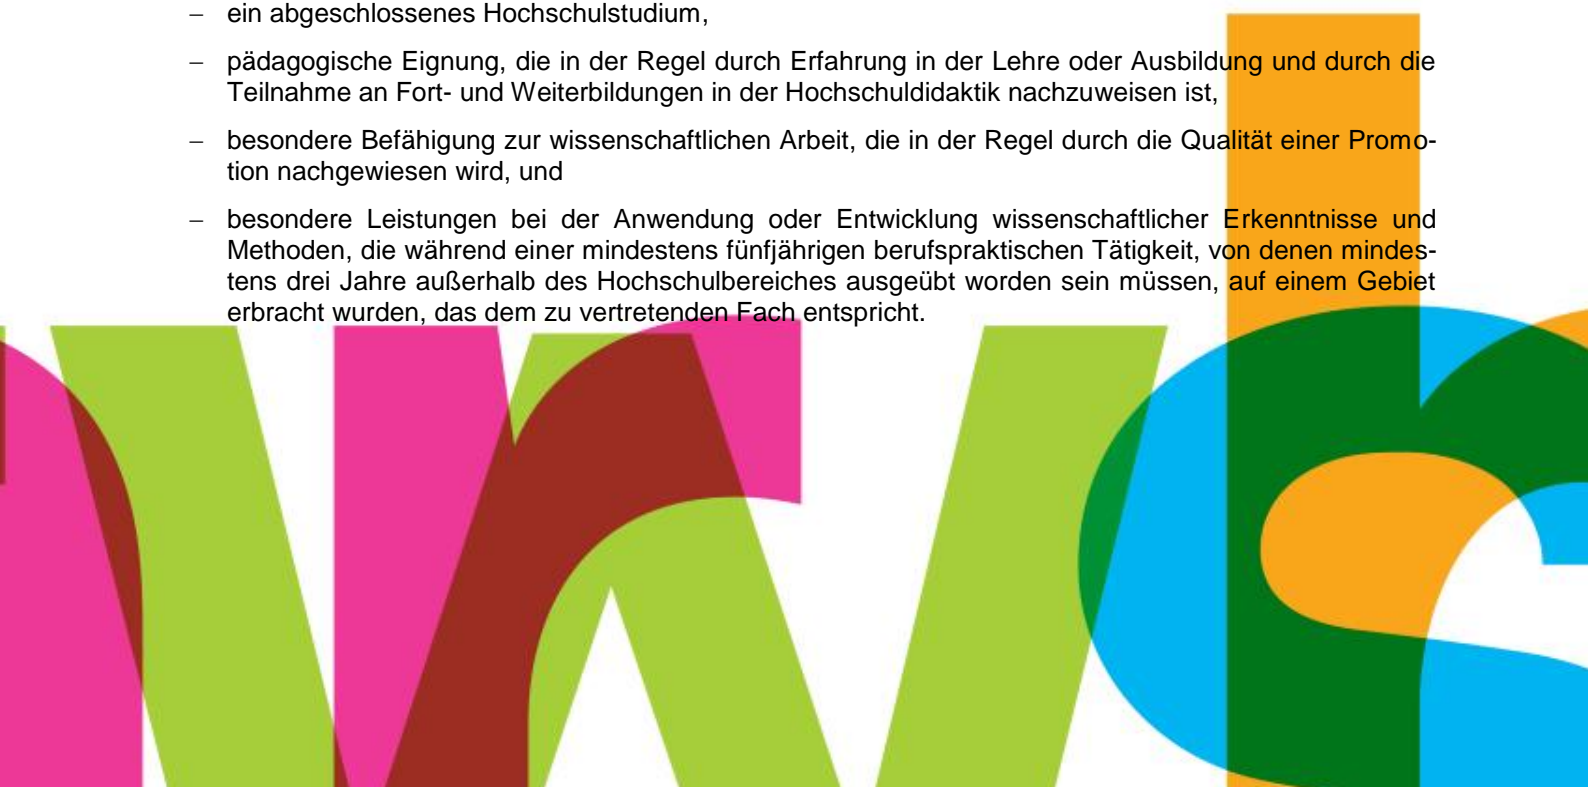 – ein abgeschlossenes Hochschulstudium,
– pädagogische Eignung, die in der Regel durch Erfahrung in der Lehre oder Ausbildung und durch die
Teilnahme an Fort- und Weiterbildungen in der Hochschuldidaktik nachzuweisen ist,
– besondere Befähigung zur wissenschaftlichen Arbeit, die in der Regel durch die Qualität einer Promo-
tion nachgewiesen wird, und
– besondere Leistungen bei der Anwendung oder Entwicklung wissenschaftlicher Erkenntnisse und
Methoden, die während einer mindestens fünfjährigen berufspraktischen Tätigkeit, von denen mindes-
tens drei Jahre außerhalb des Hochschulbereiches ausgeübt worden sein müssen, auf einem Gebiet
erbracht wurden, das dem zu vertretenden Fach entspricht.